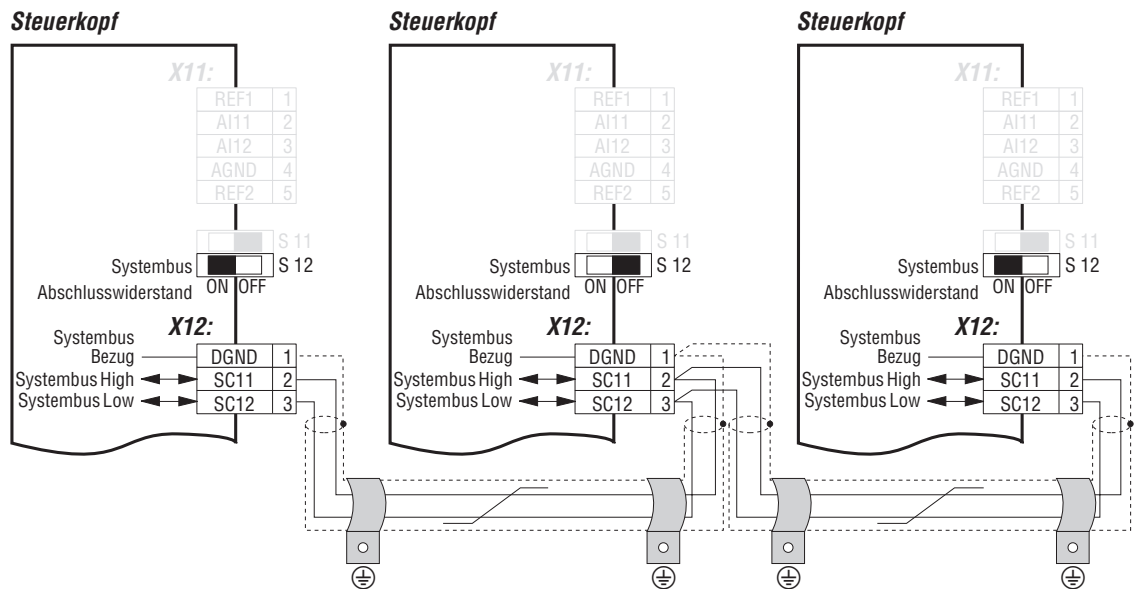 Steuerkopf
X11:
REF1 1
AI11 2
AI12 3
AGND 4
REF2 5
S 11
Systembus S 12
Abschlusswiderstand ON OFF
X12:
Systembus
Bezug DGND 1
Systembus High SC11 2
Systembus Low SC12 3
Steuerkopf
X11:
REF1 1
AI11 2
AI12 3
AGND 4
REF2 5
S 11
Systembus S 12
Abschlusswiderstand ON OFF
X12:
Systembus
Bezug DGND 1
Systembus High SC11 2
Systembus Low SC12 3
Steuerkopf
X11:
REF1 1
AI11 2
AI12 3
AGND 4
REF2 5
S 11
Systembus S 12
Abschlusswiderstand ON OFF
X12:
Systembus
Bezug DGND 1
Systembus High SC11 2
Systembus Low SC12 3